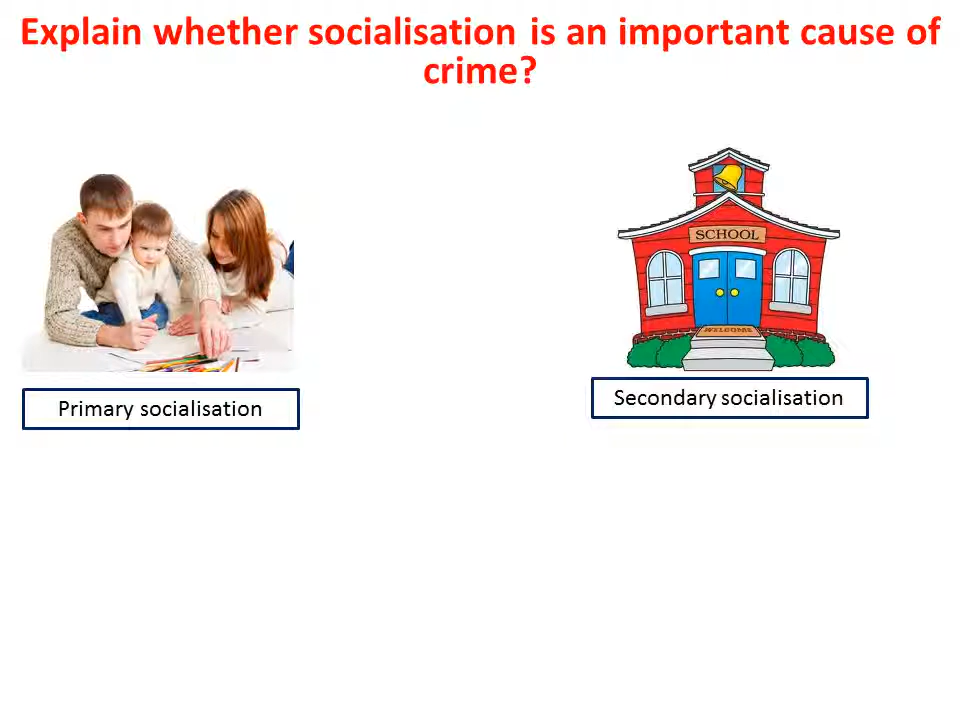 Explain whether socialisation is an important cause of
crime?
SCHOOL
WELCOME
Primary socialisation
Secondary socialisation